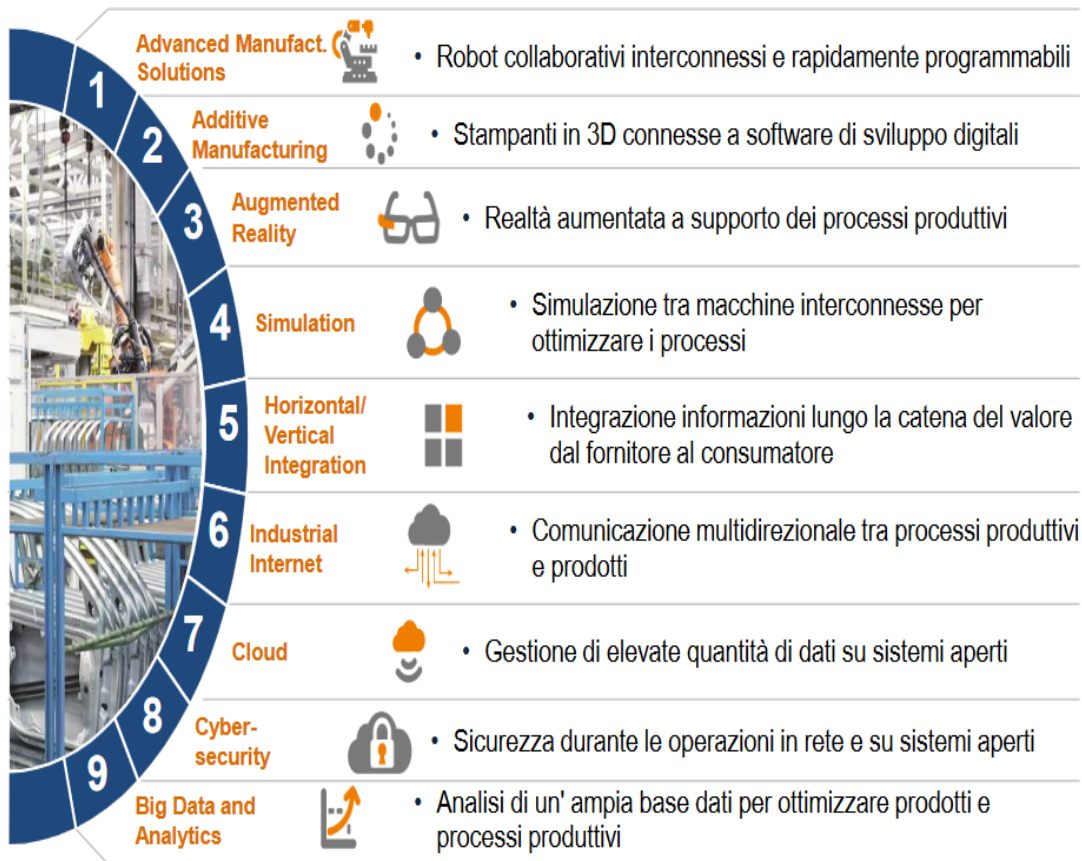 1
Advanced Manufact.
Solutions
• Robot collaborativi interconnessi e rapidamente programmabili
2
Additive
Manufacturing
• Stampanti in 3D connesse a software di sviluppo digitali
3
Augmented
Reality
• Realtà aumentata a supporto dei processi produttivi
4
Simulation
• Simulazione tra macchine interconnesse per
ottimizzare i processi
5
Horizontal/
Vertical
Integration
• Integrazione informazioni lungo la catena del valore
dal fornitore al consumatore
6
Industrial
Internet
• Comunicazione multidirezionale tra processi produttivi
e prodotti
7
Cloud
• Gestione di elevate quantità di dati su sistemi aperti
8
Cyber-
security
• Sicurezza durante le operazioni in rete e su sistemi aperti
9
Big Data and
Analytics
• Analisi di un' ampia base dati per ottimizzare prodotti e
processi produttivi